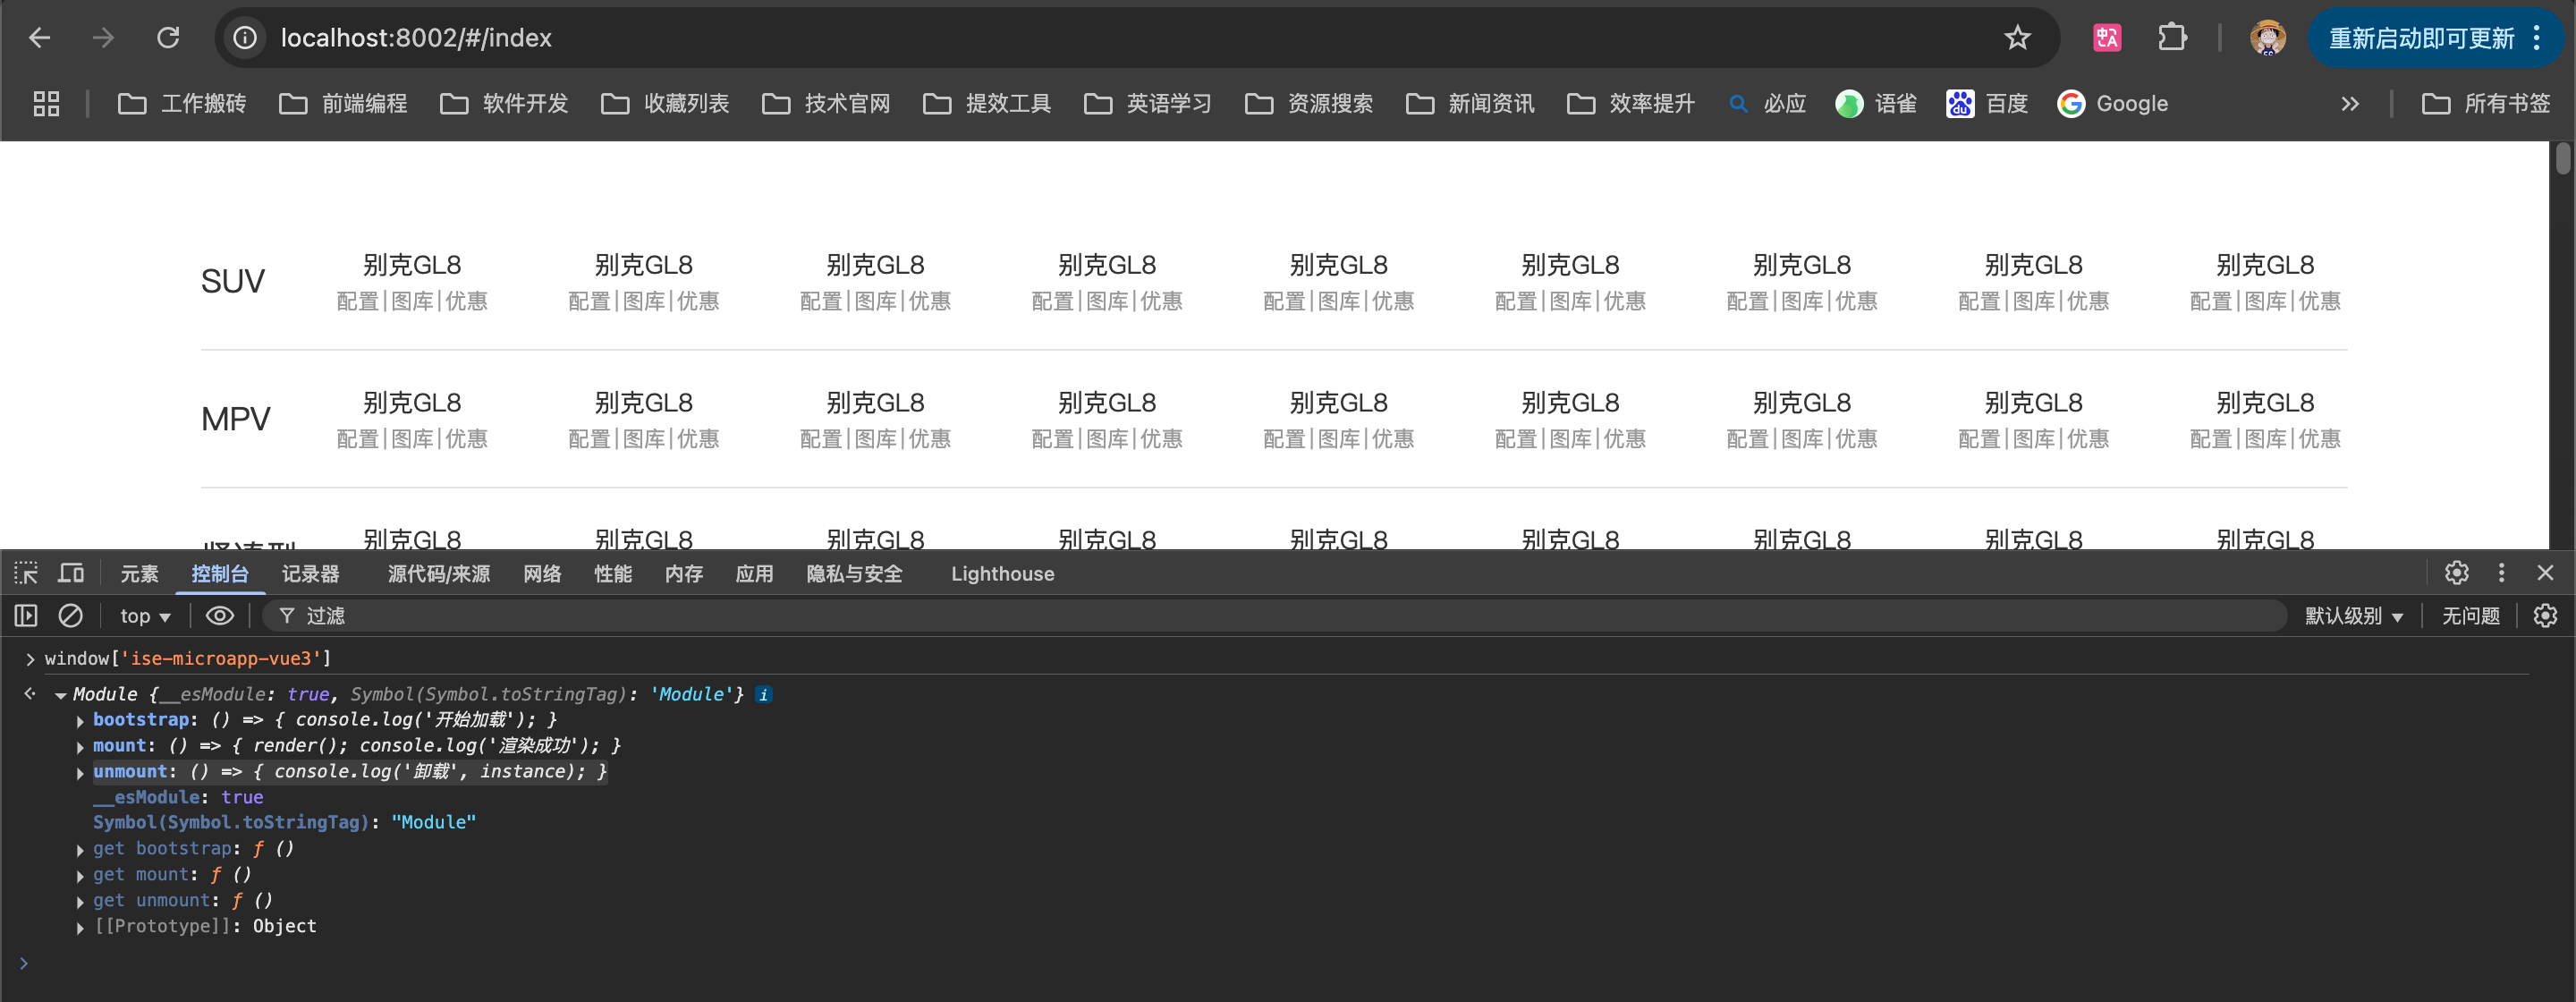 localhost:8002/#/index
重新启动即可更新
工作搬砖 前端编程 软件开发 收藏列表 技术官网 提效工具 英语学习 资源搜索 新闻资讯 效率提升 必应 语雀 百度 Google 所有书签
SUV 别克GL8 别克GL8 别克GL8 别克GL8 别克GL8 别克GL8 别克GL8 别克GL8 别克GL8
配置|图库|优惠 配置|图库|优惠 配置|图库|优惠 配置|图库|优惠 配置|图库|优惠 配置|图库|优惠 配置|图库|优惠 配置|图库|优惠 配置|图库|优惠
MPV 别克GL8 别克GL8 别克GL8 别克GL8 别克GL8 别克GL8 别克GL8 别克GL8 别克GL8
配置|图库|优惠 配置|图库|优惠 配置|图库|优惠 配置|图库|优惠 配置|图库|优惠 配置|图库|优惠 配置|图库|优惠 配置|图库|优惠 配置|图库|优惠
别克GL8 别克GL8 别克GL8 别克GL8 别克GL8 别克GL8 别克GL8 别克GL8 别克GL8
元素 控制台 记录器 源代码/来源 网络 性能 内存 应用 隐私与安全 Lighthouse
top 过滤 默认级别 无问题
window['ise-microapp-vue3']
Module {__esModule: true, Symbol(Symbol.toStringTag): 'Module'}
bootstrap: () => { console.log('开始加载'); }
mount: () => { render(); console.log('渲染成功'); }
unmount: () => { console.log('卸载', instance); }
__esModule: true
Symbol(Symbol.toStringTag): "Module"
get bootstrap: ƒ ()
get mount: ƒ ()
get unmount: ƒ ()
[[Prototype]]: Object